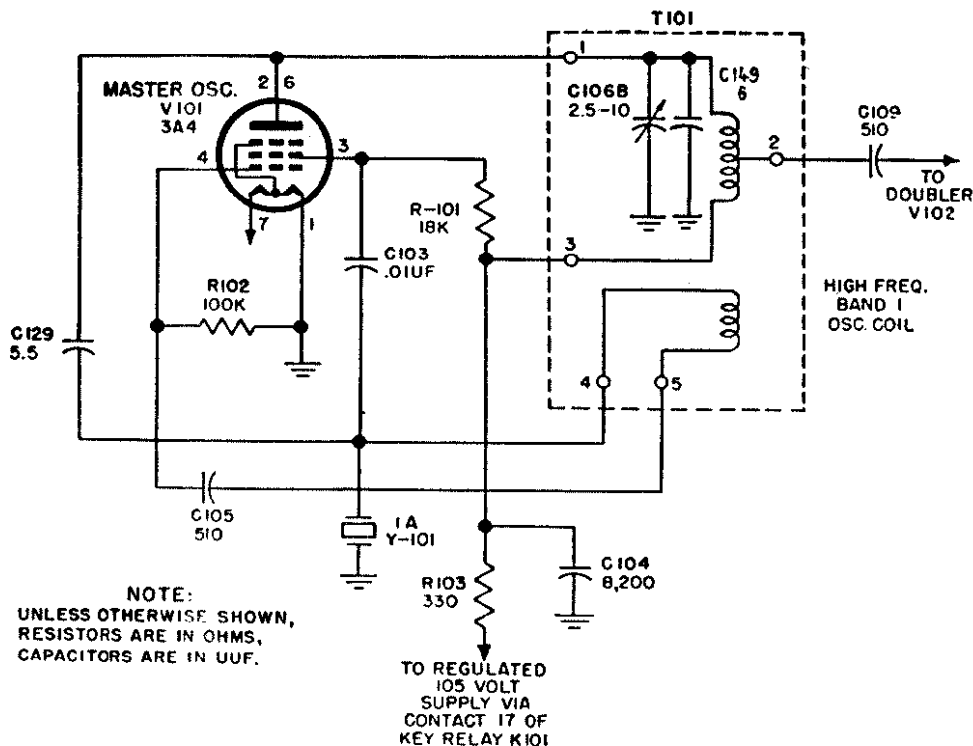 T101
1
2 6
MASTER OSC.
V101
3A4
C106B
2.5-10
C149
6
C109
510
4
3
2
TO
DOUBLER
V102
R-101
18K
7
1
3
C103
.01UF
R102
100K
HIGH FREQ.
BAND 1
OSC. COIL
C129
5.5
4
5
C105
510
1A
Y-101
C104
8,200
R103
330
NOTE:
UNLESS OTHERWISE SHOWN,
RESISTORS ARE IN OHMS,
CAPACITORS ARE IN UUF.
TO REGULATED
105 VOLT
SUPPLY VIA
CONTACT 17 OF
KEY RELAY K101